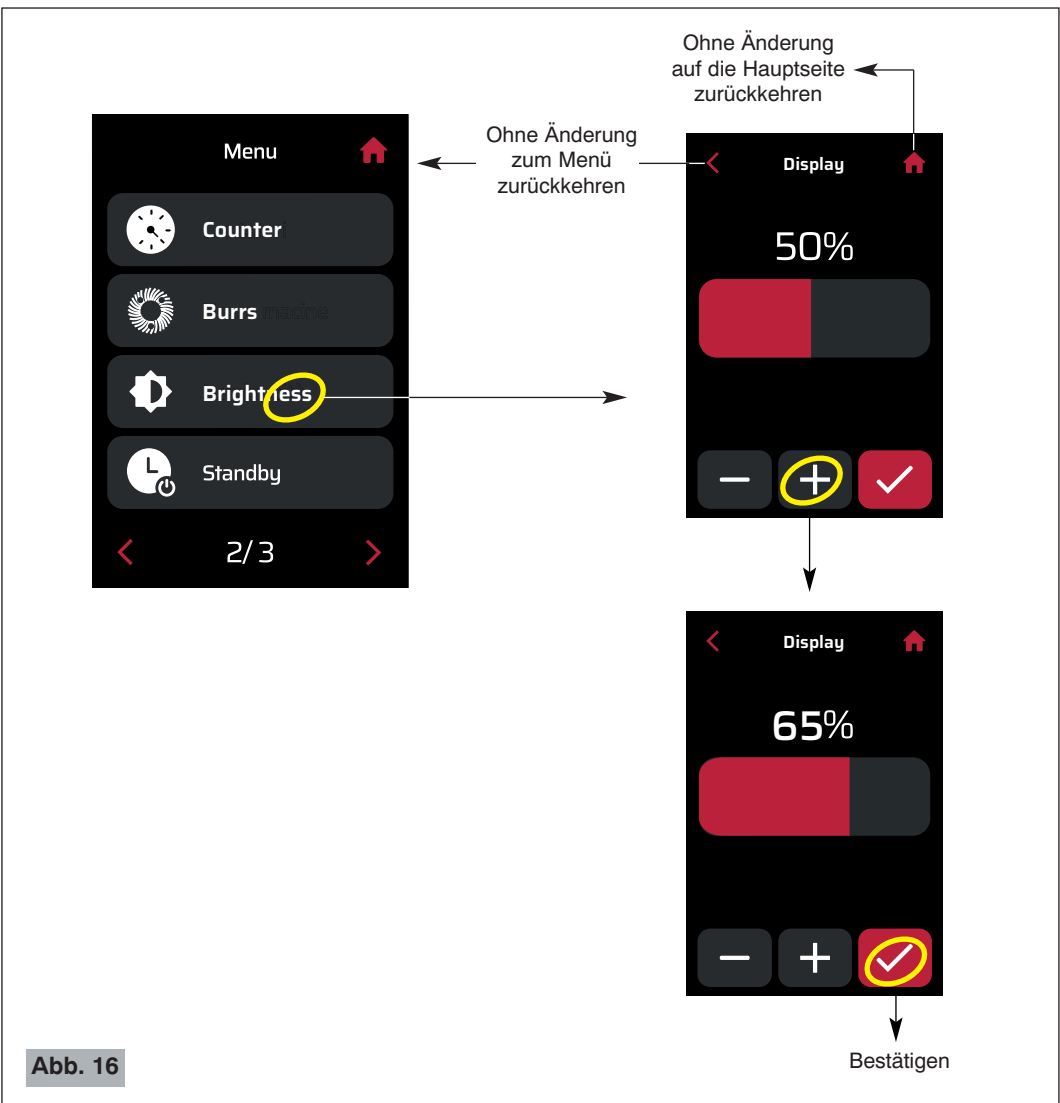 Ohne Änderung
auf die Hauptseite
zurückkehren
Ohne Änderung
zum Menü
zurückkehren
Menu
Counter
Burrs
Brightness
Standby
2/3
Display
50%
Display
65%
Bestätigen
Abb. 16